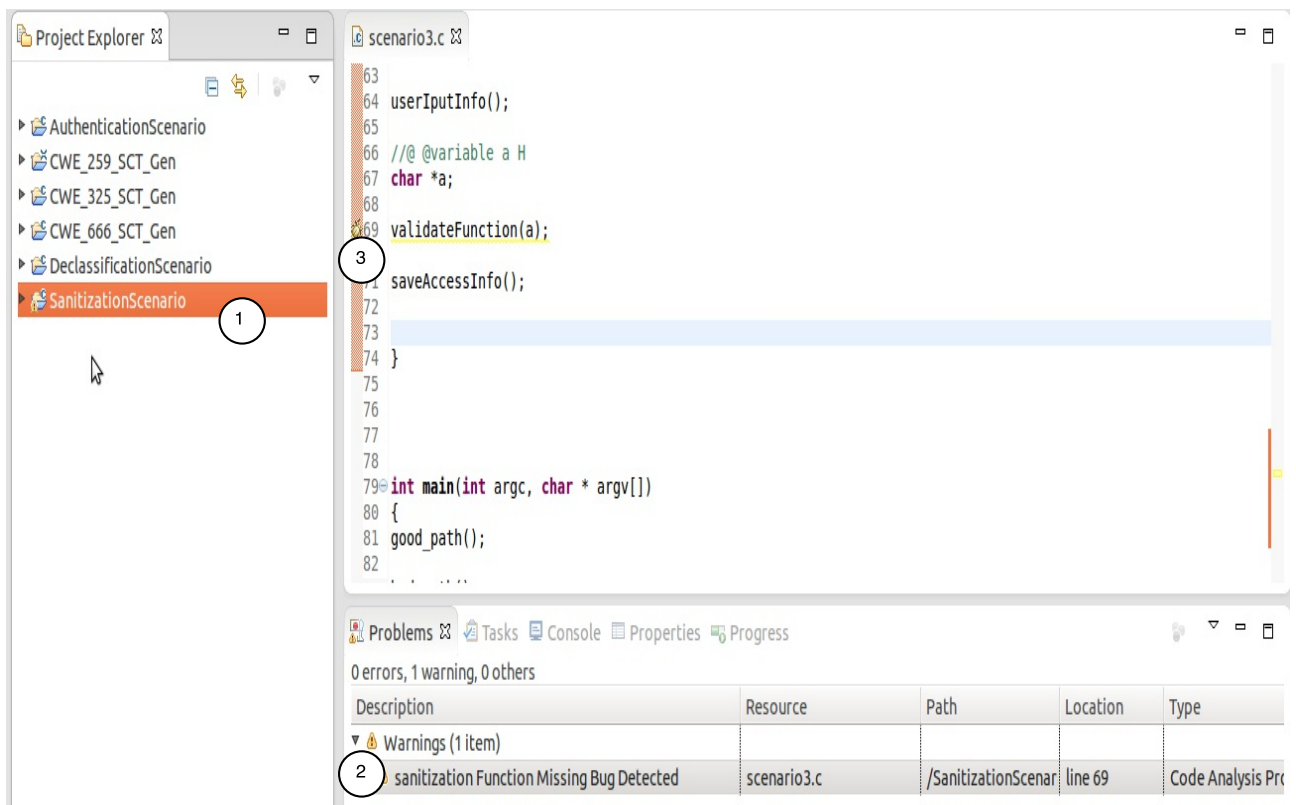 Project Explorer
AuthenticationScenario
CWE_259_SCT_Gen
CWE_325_SCT_Gen
CWE_666_SCT_Gen
DeclassificationScenario
SanitizationScenario
1
scenario3.c
63
64 userIputInfo();
65
66 //@ @variable a H
67 char *a;
68
69 validateFunction(a);
3
71 saveAccessInfo();
72
73
74 }
75
76
77
78
79 int main(int argc, char * argv[])
80 {
81 good_path();
82
Problems Tasks Console Properties Progress
0 errors, 1 warning, 0 others
Description Resource Path Location Type
Warnings (1 item)
2 sanitization Function Missing Bug Detected scenario3.c /SanitizationScenar line 69 Code Analysis Pro